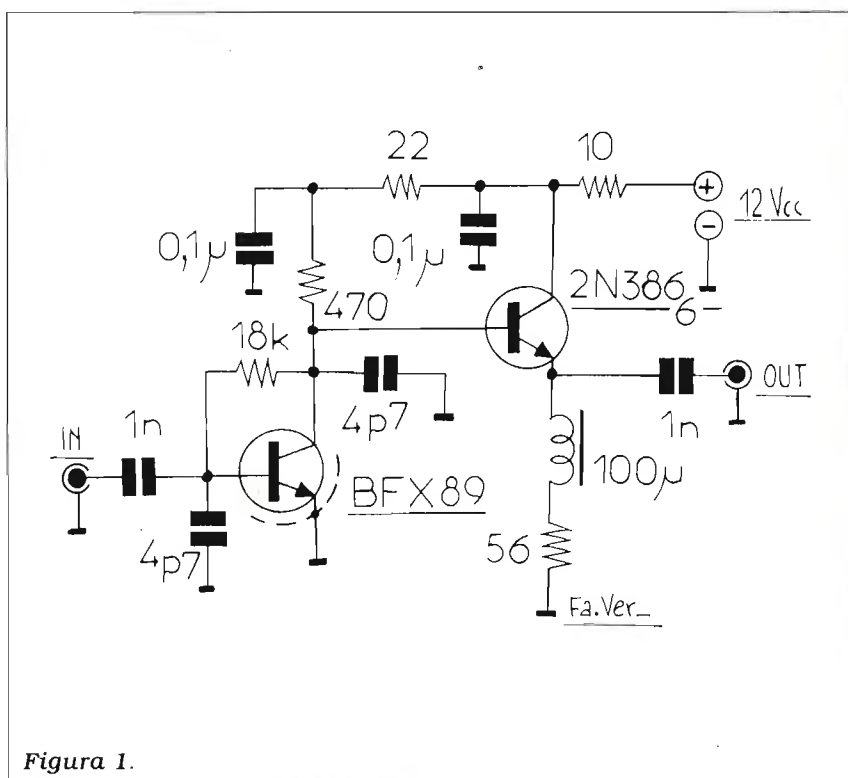 22
10
+
-
12 Vcc
0,1µ
0,1µ
470
2N3866
18k
4p7
OUT
1n
IN
1n
BFX89
100µ
4p7
56
Fa.Ver_
Figura 1.